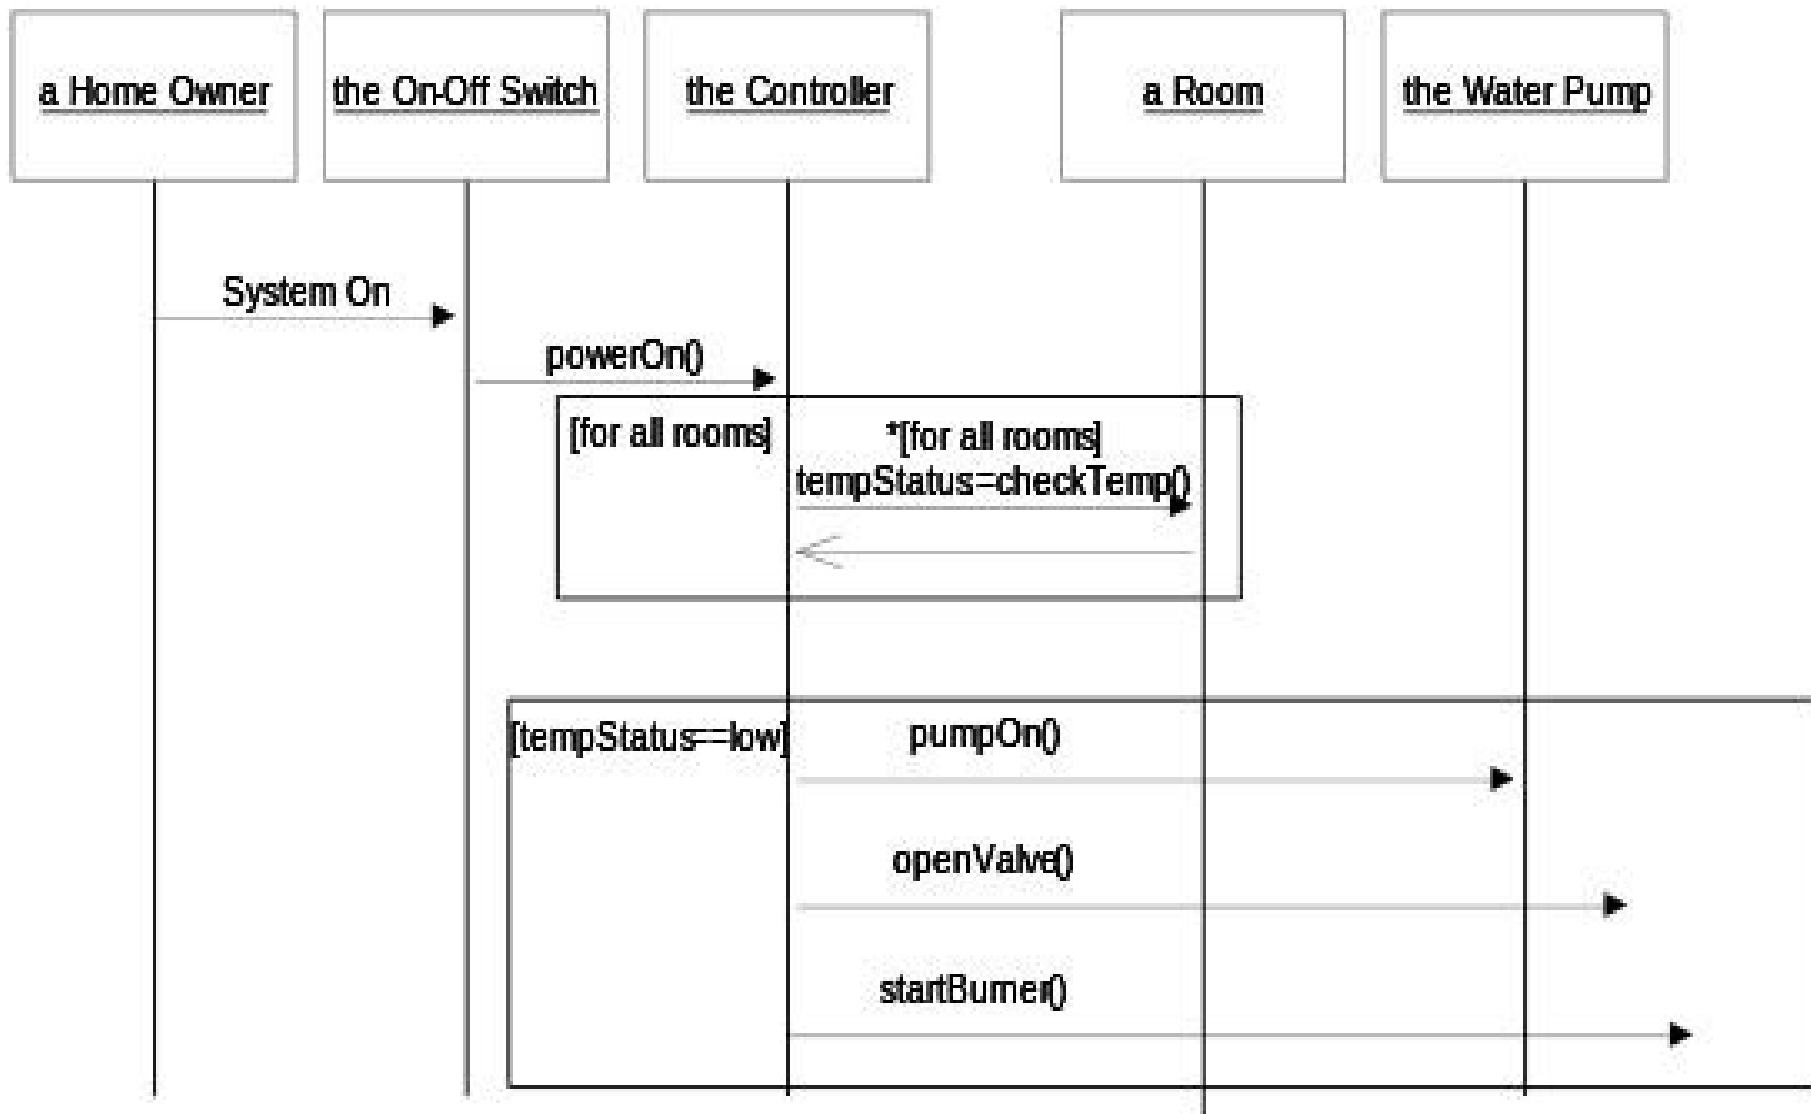 a Home Owner
the On-Off Switch
the Controller
a Room
the Water Pump
System On
powerOn()
[for all rooms]
*[for all rooms]
tempStatus=checkTemp()
[tempStatus==low]
pumpOn()
openValve()
startBurner()